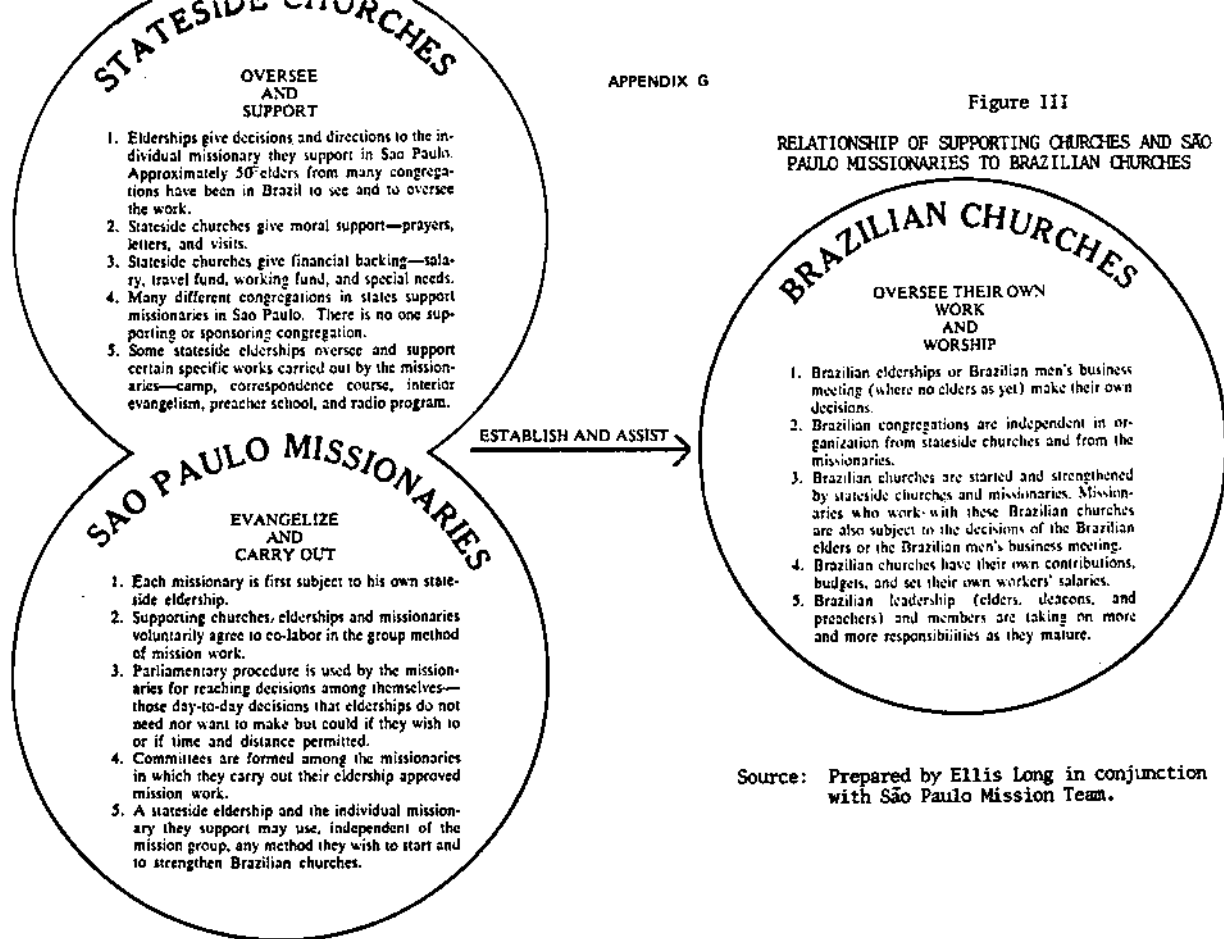 STATESIDE CHURCHES
OVERSEE
AND
SUPPORT
1. Elderships give decisions and directions to the in-
dividual missionary they support in Sao Paulo.
Approximately 50 elders from many congrega-
tions have been in Brazil to see and to oversee
the work.
2. Stateside churches give moral support—prayers,
letters, and visits.
3. Stateside churches give financial backing—sala-
ry, travel fund, working fund, and special needs.
4. Many different congregations in states support
missionaries in Sao Paulo. There is no one sup-
porting or sponsoring congregation.
5. Some stateside elderships oversee and support
certain specific works carried out by the mission-
aries—camp, correspondence course, interior
evangelism, preacher school, and radio program.
SAO PAULO MISSIONARIES
EVANGELIZE
AND
CARRY OUT
1. Each missionary is first subject to his own state-
side eldership.
2. Supporting churches, elderships and missionaries
voluntarily agree to co-labor in the group method
of mission work.
3. Parliamentary procedure is used by the mission-
aries for reaching decisions among themselves—
those day-to-day decisions that elderships do not
need nor want to make but could if they wish to
or if time and distance permitted.
4. Committees are formed among the missionaries
in which they carry out their eldership approved
mission work.
5. A stateside eldership and the individual mission-
ary they support may use, independent of the
mission group, any method they wish to start and
to strengthen Brazilian churches.
ESTABLISH AND ASSIST
APPENDIX G
Figure III
RELATIONSHIP OF SUPPORTING CHURCHES AND SÃO
PAULO MISSIONARIES TO BRAZILIAN CHURCHES
BRAZILIAN CHURCHES
OVERSEE THEIR OWN
WORK
AND
WORSHIP
1. Brazilian elderships or Brazilian men's business
meeting (where no elders as yet) make their own
decisions.
2. Brazilian congregations are independent in or-
ganization from stateside churches and from the
missionaries.
3. Brazilian churches are started and strengthened
by stateside churches and missionaries. Mission-
aries who work with these Brazilian churches
are also subject to the decisions of the Brazilian
elders or the Brazilian men's business meeting.
4. Brazilian churches have their own contributions,
budgets, and set their own workers' salaries.
5. Brazilian leadership (elders, deacons, and
preachers) and members are taking on more
and more responsibilities as they mature.
Source: Prepared by Ellis Long in conjunction
with São Paulo Mission Team.